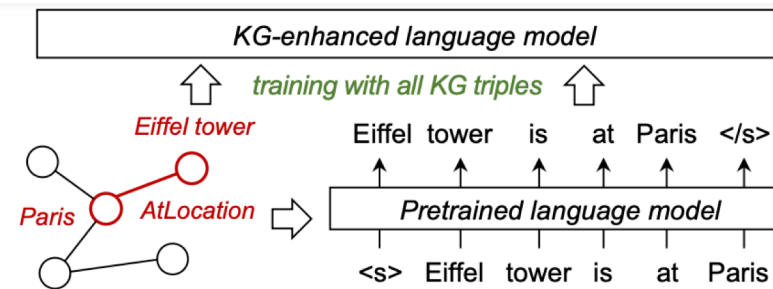 KG-enhanced language model
training with all KG triples
Eiffel tower
Eiffel tower is at Paris </s>
Paris
AtLocation
Pretrained language model
<s> Eiffel tower is at Paris